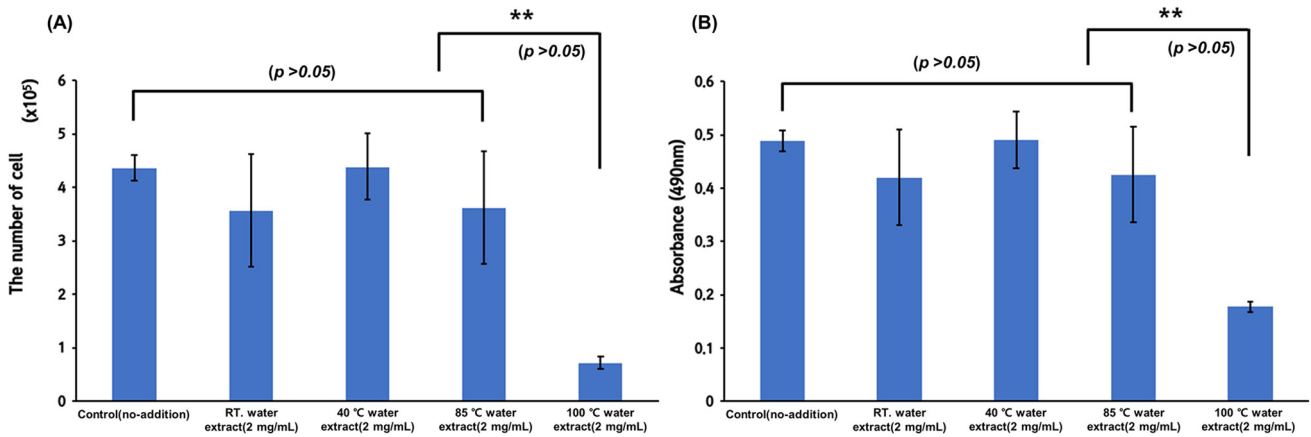 (A)
**
(p >0.05)
(p >0.05)
The number of cell (x10⁵)
6
5
4
3
2
1
0
Control(no-addition)
RT. water
extract(2 mg/mL)
40 ℃ water
extract(2 mg/mL)
85 ℃ water
extract(2 mg/mL)
100 ℃ water
extract(2 mg/mL)
(B)
**
(p >0.05)
(p >0.05)
Absorbance (490nm)
0.6
0.5
0.4
0.3
0.2
0.1
0
Control(no-addition)
RT. water
extract(2 mg/mL)
40 ℃ water
extract(2 mg/mL)
85 ℃ water
extract(2 mg/mL)
100 ℃ water
extract(2 mg/mL)